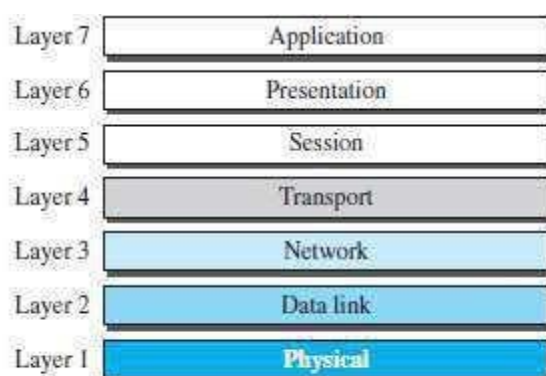 Layer 7 Application
Layer 6 Presentation
Layer 5 Session
Layer 4 Transport
Layer 3 Network
Layer 2 Data link
Layer 1 Physical